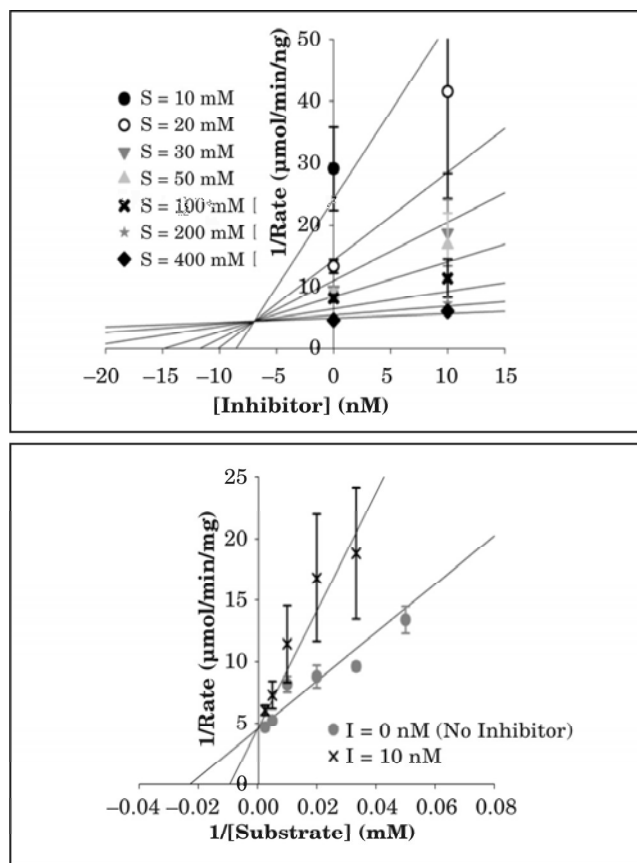 50
S = 10 mM
S = 20 mM
40
S = 30 mM
S = 50 mM
30
S = 100 mM [
S = 200 mM [
20
S = 400 mM [
10
0
1/Rate (µmol/min/ng)
−20 −15 −10 −5 0 5 10 15
[Inhibitor] (nM)
25
20
15
10
5
0
1/Rate (µmol/min/mg)
I = 0 nM (No Inhibitor)
I = 10 nM
−0.04 −0.02 0.00 0.02 0.04 0.06 0.08
1/[Substrate] (mM)